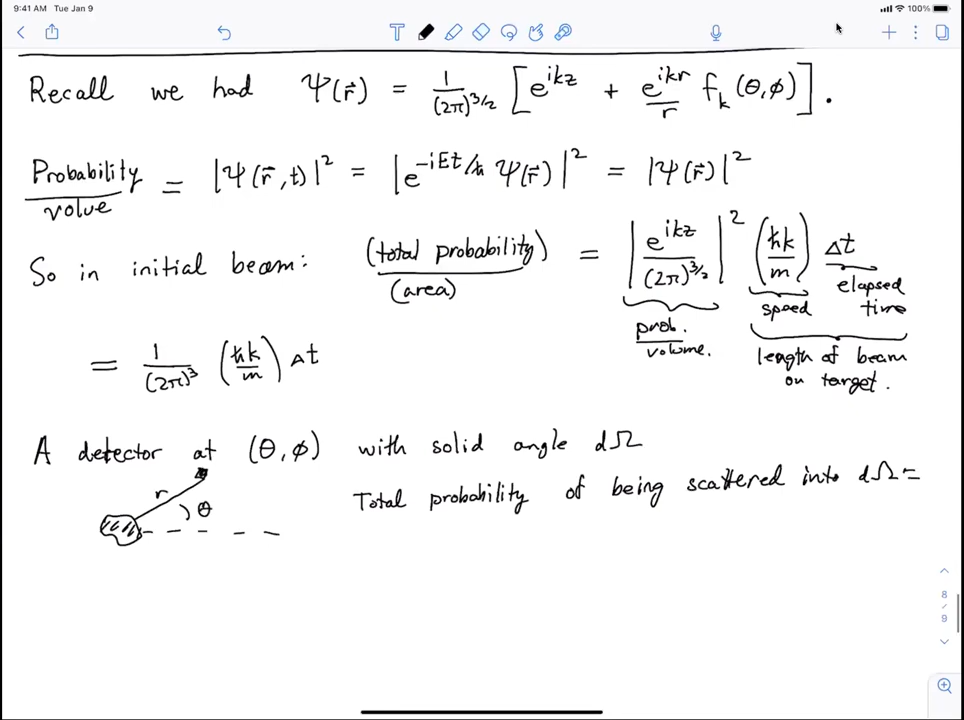 9:41 AM Tue Jan 9
100%
Recall we had Ψ(r⃗) = 1/(2π)^{3/2} [e^{ikz} + e^{ikr}/r f_k(θ,ϕ)].
Probability/volve = |Ψ(r⃗,t)|² = |e^{-iEt/ħ} Ψ(r⃗)|² = |Ψ(r⃗)|²
So in initial beam: (total probability)/(area) = |e^{ikz}/(2π)^{3/2}|² (ħk/m) Δt
prob./volume. speed elapsed time
length of beam on target.
= 1/(2π)³ (ħk/m) Δt
A detector at (θ,ϕ) with solid angle dΩ
r θ
Total probability of being scattered into dΩ =
8
9